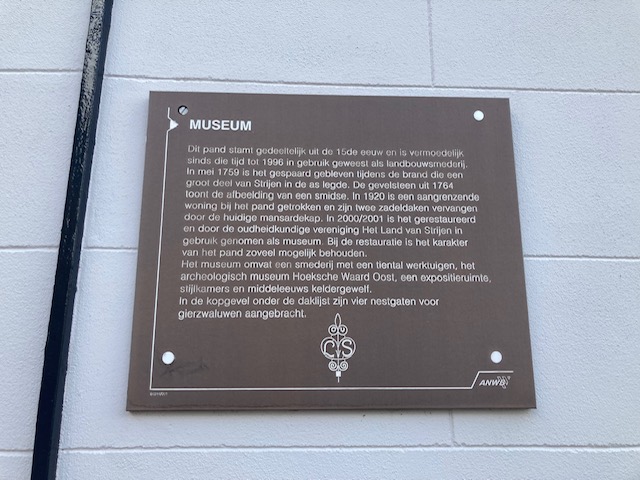 MUSEUM
Dit pand stamt gedeeltelijk uit de 15de eeuw en is vermoedelijk
sinds die tijd tot 1996 in gebruik geweest als landbouwsmederij.
In mei 1759 is het gespaard gebleven tijdens de brand die een
groot deel van Strijen in de as legde. De gevelsteen uit 1764
toont de afbeelding van een smidse. In 1920 is een aangrenzende
woning bij het pand getrokken en zijn twee zadeldaken vervangen
door de huidige mansardekap. In 2000/2001 is het gerestaureerd
en door de oudheidkundige vereniging Het Land van Strijen in
gebruik genomen als museum. Bij de restauratie is het karakter
van het pand zoveel mogelijk behouden.
Het museum omvat een smederij met een tiental werktuigen, het
archeologisch museum Hoeksche Waard Oost, een expositieruimte,
stijlkamers en middeleeuws keldergewelf.
In de kopgevel onder de daklijst zijn vier nestgaten voor
gierzwaluwen aangebracht.
CVS
ANWB